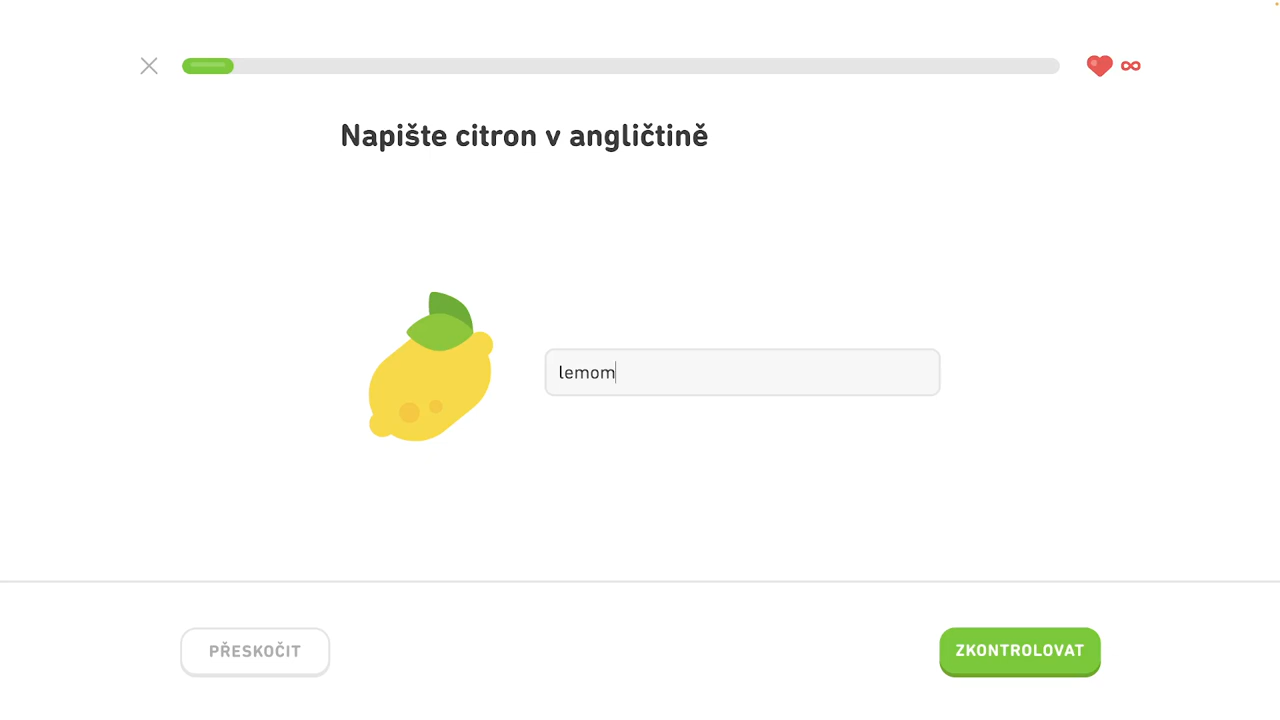 ∞
Napište citron v angličtině
lemom
PŘESKOČIT
ZKONTROLOVAT